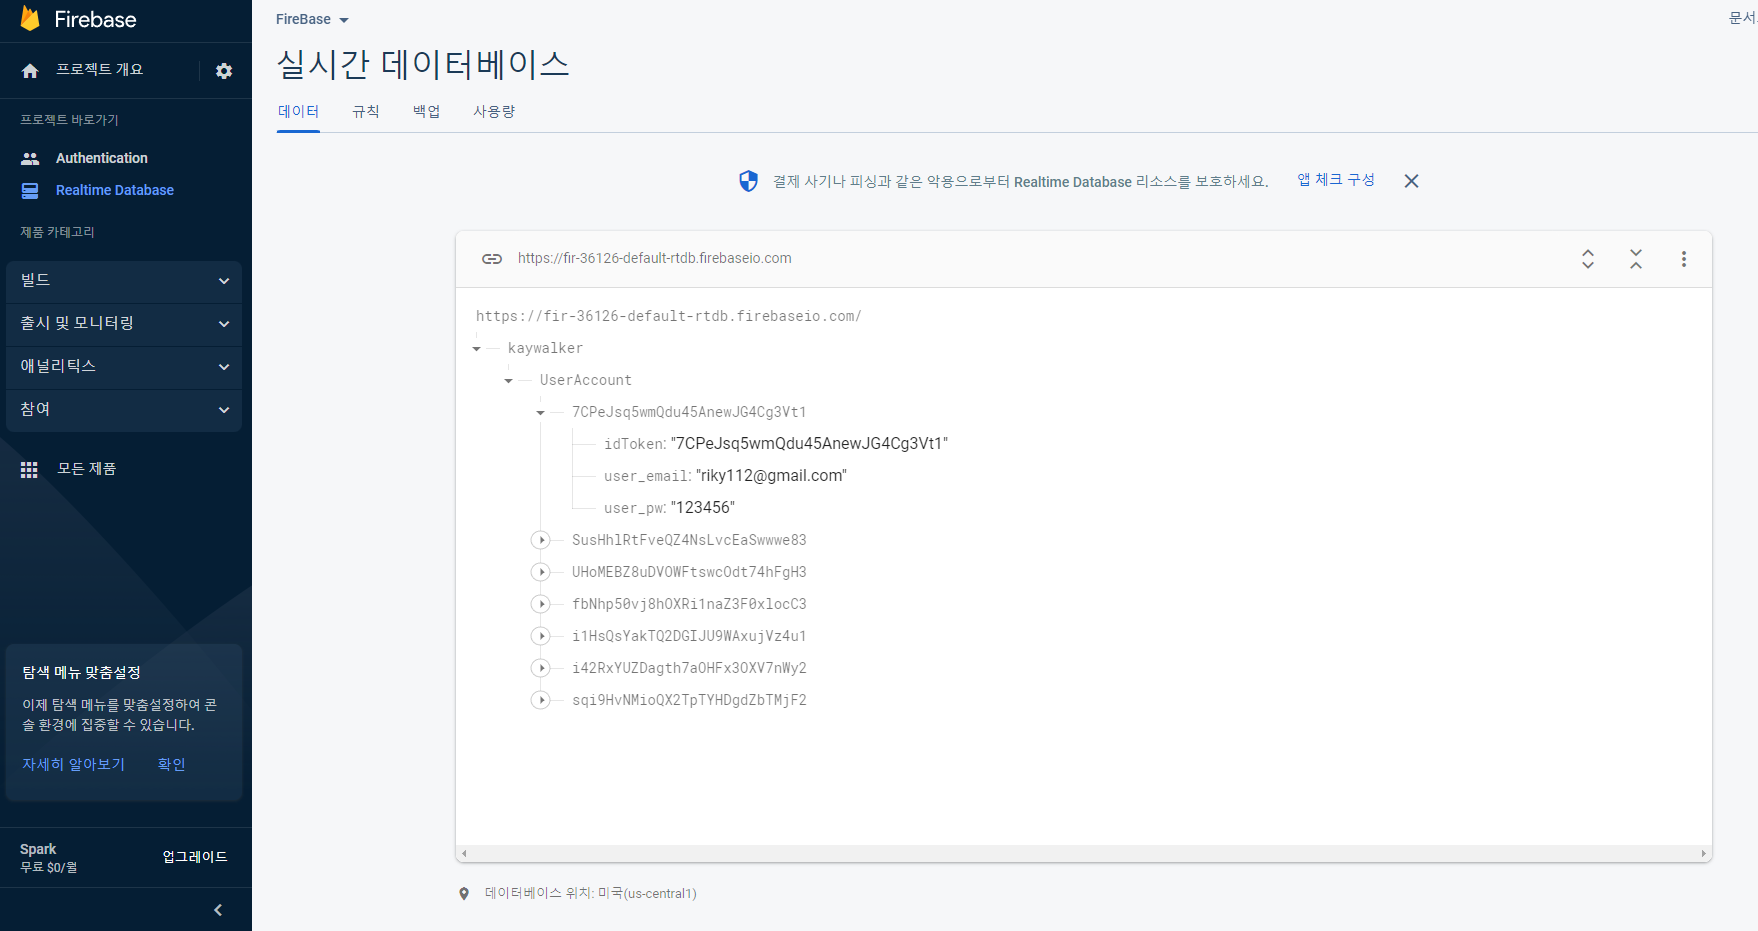 Firebase
프로젝트 개요
프로젝트 바로가기
Authentication
Realtime Database
제품 카테고리
빌드
출시 및 모니터링
애널리틱스
참여
모든 제품
탐색 메뉴 맞춤설정
이제 탐색 메뉴를 맞춤설정하여 콘
솔 환경에 집중할 수 있습니다.
자세히 알아보기 확인
Spark
무료 $0/월
업그레이드
FireBase
문서
실시간 데이터베이스
데이터 규칙 백업 사용량
결제 사기나 피싱과 같은 악용으로부터 Realtime Database 리소스를 보호하세요. 앱 체크 구성
https://fir-36126-default-rtdb.firebaseio.com
https://fir-36126-default-rtdb.firebaseio.com/
kaywalker
UserAccount
7CPeJsq5wmQdu45AnewJG4Cg3Vt1
idToken: "7CPeJsq5wmQdu45AnewJG4Cg3Vt1"
user_email: "riky112@gmail.com"
user_pw: "123456"
SusHhlRtFveQZ4NsLvcEaSwwwe83
UHoMEBZ8uDVOWFtswcOdt74hFgH3
fbNhp50vj8hOXRi1naZ3F0xlocC3
i1HsQsYakTQ2DGIJU9WAxujVz4u1
i42RxYUZDagth7aOHFx3OXV7nWy2
sqi9HvNMioQX2TpTYHDgdZbTMjF2
데이터베이스 위치: 미국(us-central1)